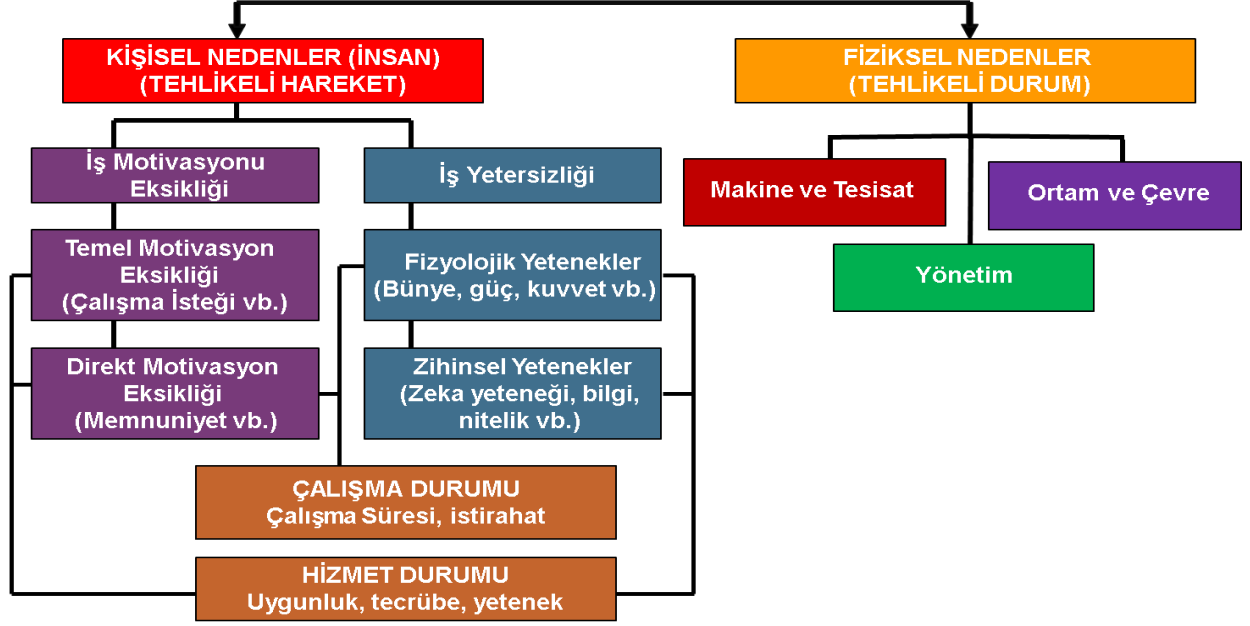 KİŞİSEL NEDENLER (İNSAN)
(TEHLİKELİ HAREKET)
FİZİKSEL NEDENLER
(TEHLİKELİ DURUM)
İş Motivasyonu
Eksikliği
İş Yetersizliği
Makine ve Tesisat
Ortam ve Çevre
Temel Motivasyon
Eksikliği
(Çalışma İsteği vb.)
Fizyolojik Yetenekler
(Bünye, güç, kuvvet vb.)
Yönetim
Direkt Motivasyon
Eksikliği
(Memnuniyet vb.)
Zihinsel Yetenekler
(Zeka yeteneği, bilgi,
nitelik vb.)
ÇALIŞMA DURUMU
Çalışma Süresi, istirahat
HİZMET DURUMU
Uygunluk, tecrübe, yetenek